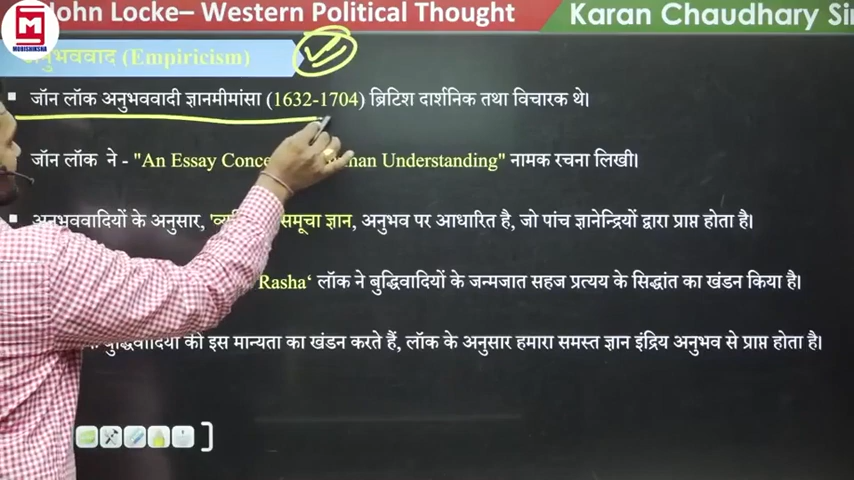 John Locke– Western Political Thought
Karan Chaudhary Si
M
MOBISHIKSHA
अनुभववाद (Empiricism)
जॉन लॉक अनुभववादी ज्ञानमीमांसा (1632-1704) ब्रिटिश दार्शनिक तथा विचारक थे।
जॉन लॉक ने - "An Essay Conce man Understanding" नामक रचना लिखी।
अनुभववादियों के अनुसार, समूचा ज्ञान, अनुभव पर आधारित है, जो पांच ज्ञानेन्द्रियों द्वारा प्राप्त होता है।
Rasha‘ लॉक ने बुद्धिवादियों के जन्मजात सहज प्रत्यय के सिद्धांत का खंडन किया है।
बुद्धिवादियों की इस मान्यता का खंडन करते हैं, लॉक के अनुसार हमारा समस्त ज्ञान इंद्रिय अनुभव से प्राप्त होता है।